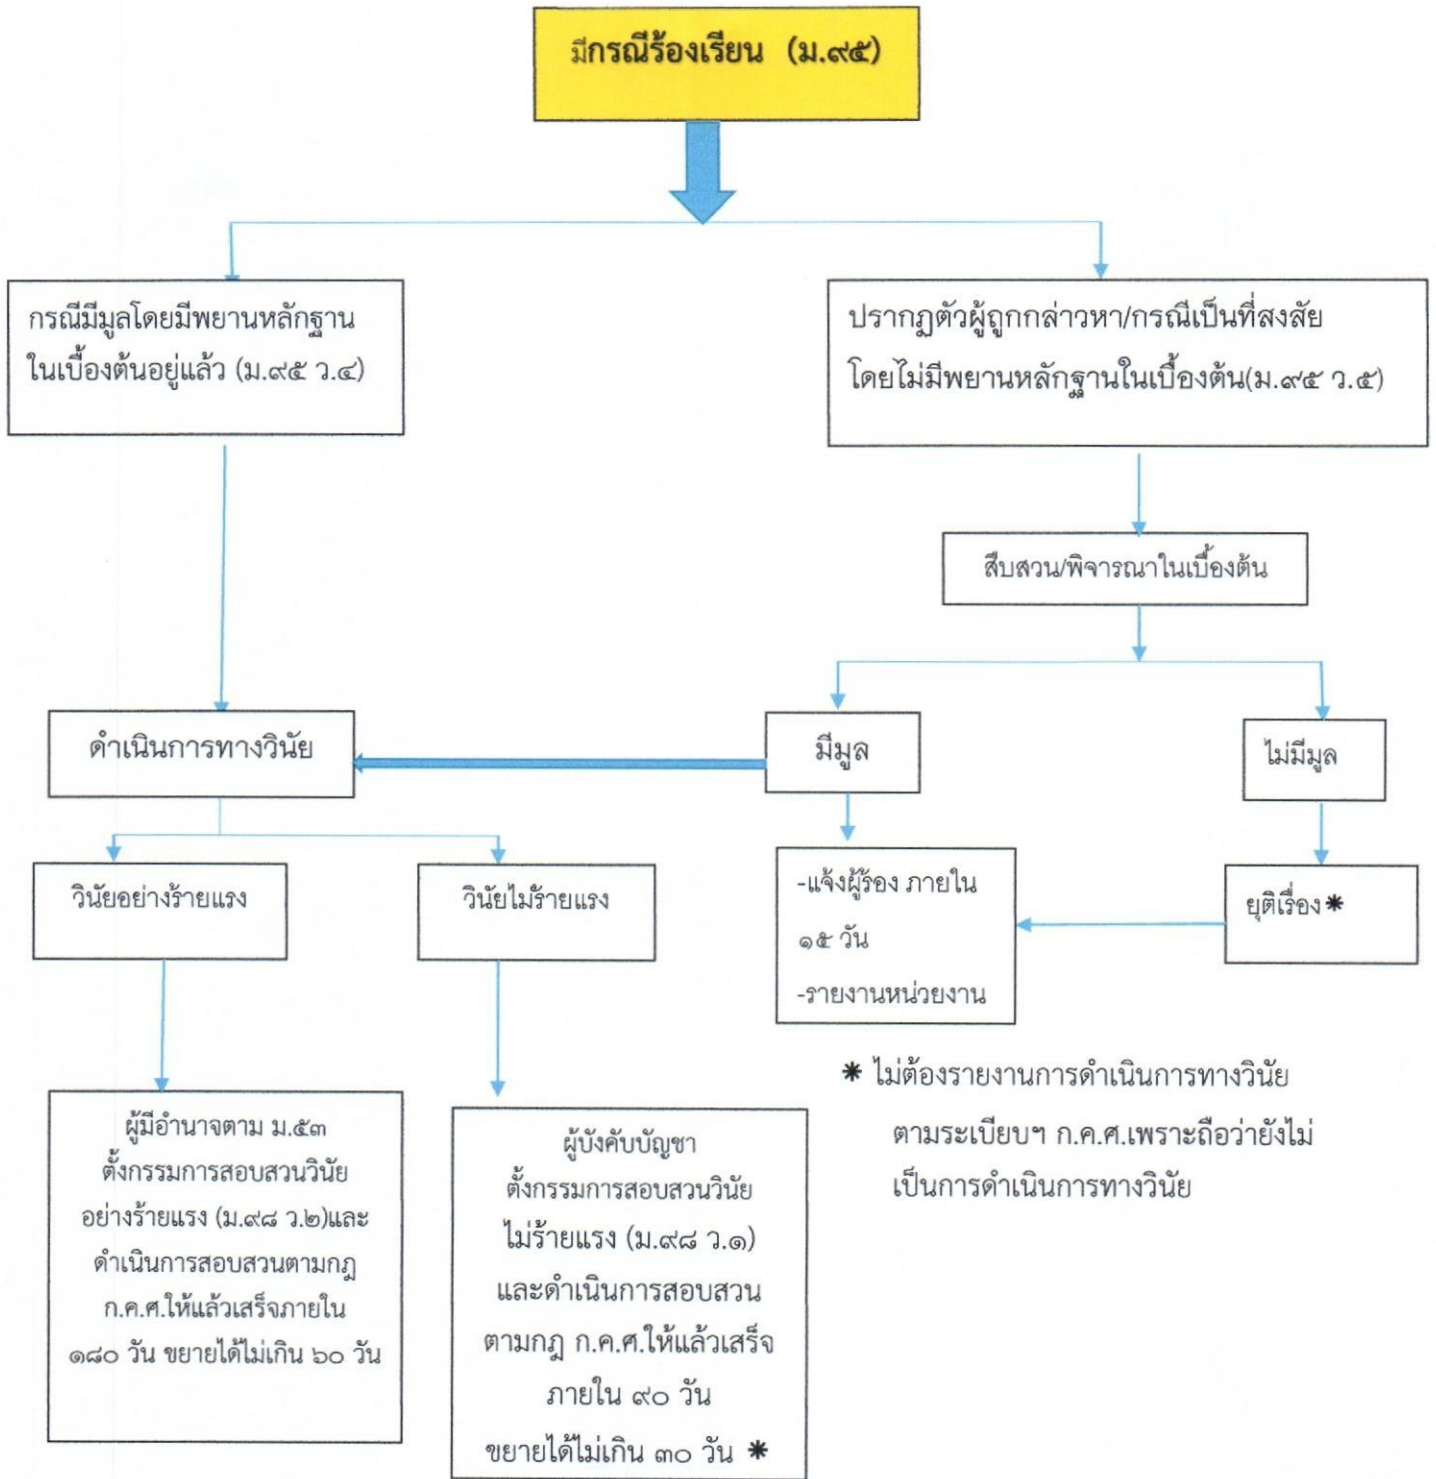 มีกรณีร้องเรียน (ม.๙๕)
กรณีมีมูลโดยมีพยานหลักฐาน
ในเบื้องต้นอยู่แล้ว (ม.๙๕ ว.๔)
ปรากฏตัวผู้ถูกกล่าวหา/กรณีเป็นที่สงสัย
โดยไม่มีพยานหลักฐานในเบื้องต้น(ม.๙๕ ว.๕)
สืบสวน/พิจารณาในเบื้องต้น
ดำเนินการทางวินัย
มีมูล
ไม่มีมูล
วินัยอย่างร้ายแรง
วินัยไม่ร้ายแรง
-แจ้งผู้ร้อง ภายใน
๑๕ วัน
-รายงานหน่วยงาน
ยุติเรื่อง*
ผู้มีอำนาจตาม ม.๕๓
ตั้งกรรมการสอบสวนวินัย
อย่างร้ายแรง (ม.๙๘ ว.๒)และ
ดำเนินการสอบสวนตามกฎ
ก.ค.ศ.ให้แล้วเสร็จภายใน
๑๘๐ วัน ขยายได้ไม่เกิน ๖๐ วัน
ผู้บังคับบัญชา
ตั้งกรรมการสอบสวนวินัย
ไม่ร้ายแรง (ม.๙๘ ว.๑)
และดำเนินการสอบสวน
ตามกฎ ก.ค.ศ.ให้แล้วเสร็จ
ภายใน ๙๐ วัน
ขยายได้ไม่เกิน ๓๐ วัน *
* ไม่ต้องรายงานการดำเนินการทางวินัย
ตามระเบียบฯ ก.ค.ศ.เพราะถือว่ายังไม่
เป็นการดำเนินการทางวินัย